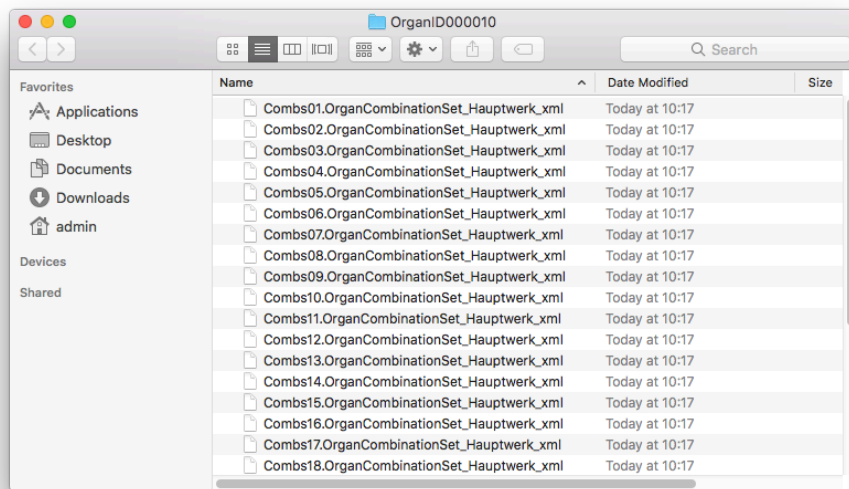 OrganID000010
Search
Favorites
Applications
Desktop
Documents
Downloads
admin
Devices
Shared
Name Date Modified Size
Combs01.OrganCombinationSet_Hauptwerk_xml Today at 10:17
Combs02.OrganCombinationSet_Hauptwerk_xml Today at 10:17
Combs03.OrganCombinationSet_Hauptwerk_xml Today at 10:17
Combs04.OrganCombinationSet_Hauptwerk_xml Today at 10:17
Combs05.OrganCombinationSet_Hauptwerk_xml Today at 10:17
Combs06.OrganCombinationSet_Hauptwerk_xml Today at 10:17
Combs07.OrganCombinationSet_Hauptwerk_xml Today at 10:17
Combs08.OrganCombinationSet_Hauptwerk_xml Today at 10:17
Combs09.OrganCombinationSet_Hauptwerk_xml Today at 10:17
Combs10.OrganCombinationSet_Hauptwerk_xml Today at 10:17
Combs11.OrganCombinationSet_Hauptwerk_xml Today at 10:17
Combs12.OrganCombinationSet_Hauptwerk_xml Today at 10:17
Combs13.OrganCombinationSet_Hauptwerk_xml Today at 10:17
Combs14.OrganCombinationSet_Hauptwerk_xml Today at 10:17
Combs15.OrganCombinationSet_Hauptwerk_xml Today at 10:17
Combs16.OrganCombinationSet_Hauptwerk_xml Today at 10:17
Combs17.OrganCombinationSet_Hauptwerk_xml Today at 10:17
Combs18.OrganCombinationSet_Hauptwerk_xml Today at 10:17